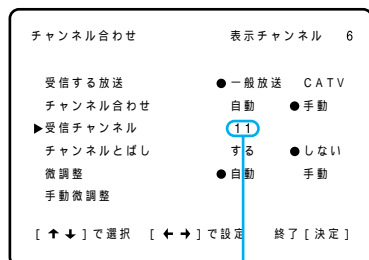 チャンネル合わせ 表示チャンネル 6
受信する放送 ●一般放送 CATV
チャンネル合わせ 自動 ●手動
▶受信チャンネル 11
チャンネルとばし する ●しない
微調整 ●自動 手動
手動微調整
[↑↓]で選択 [←→]で設定 終了[決定]